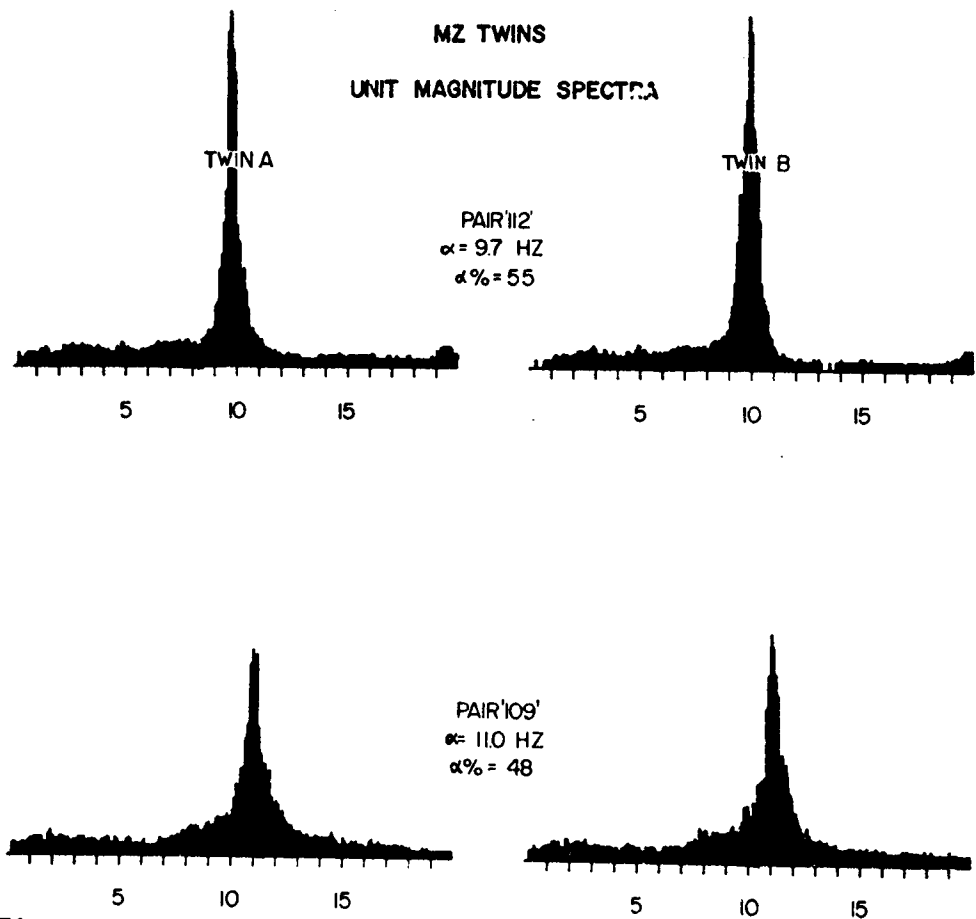 MZ TWINS
UNIT MAGNITUDE SPECTRA
TWIN A
TWIN B
PAIR '112'
α = 9.7 HZ
α% = 55
5 10 15
5 10 15
PAIR '109'
α = 11.0 HZ
α% = 48
5 10 15
5 10 15